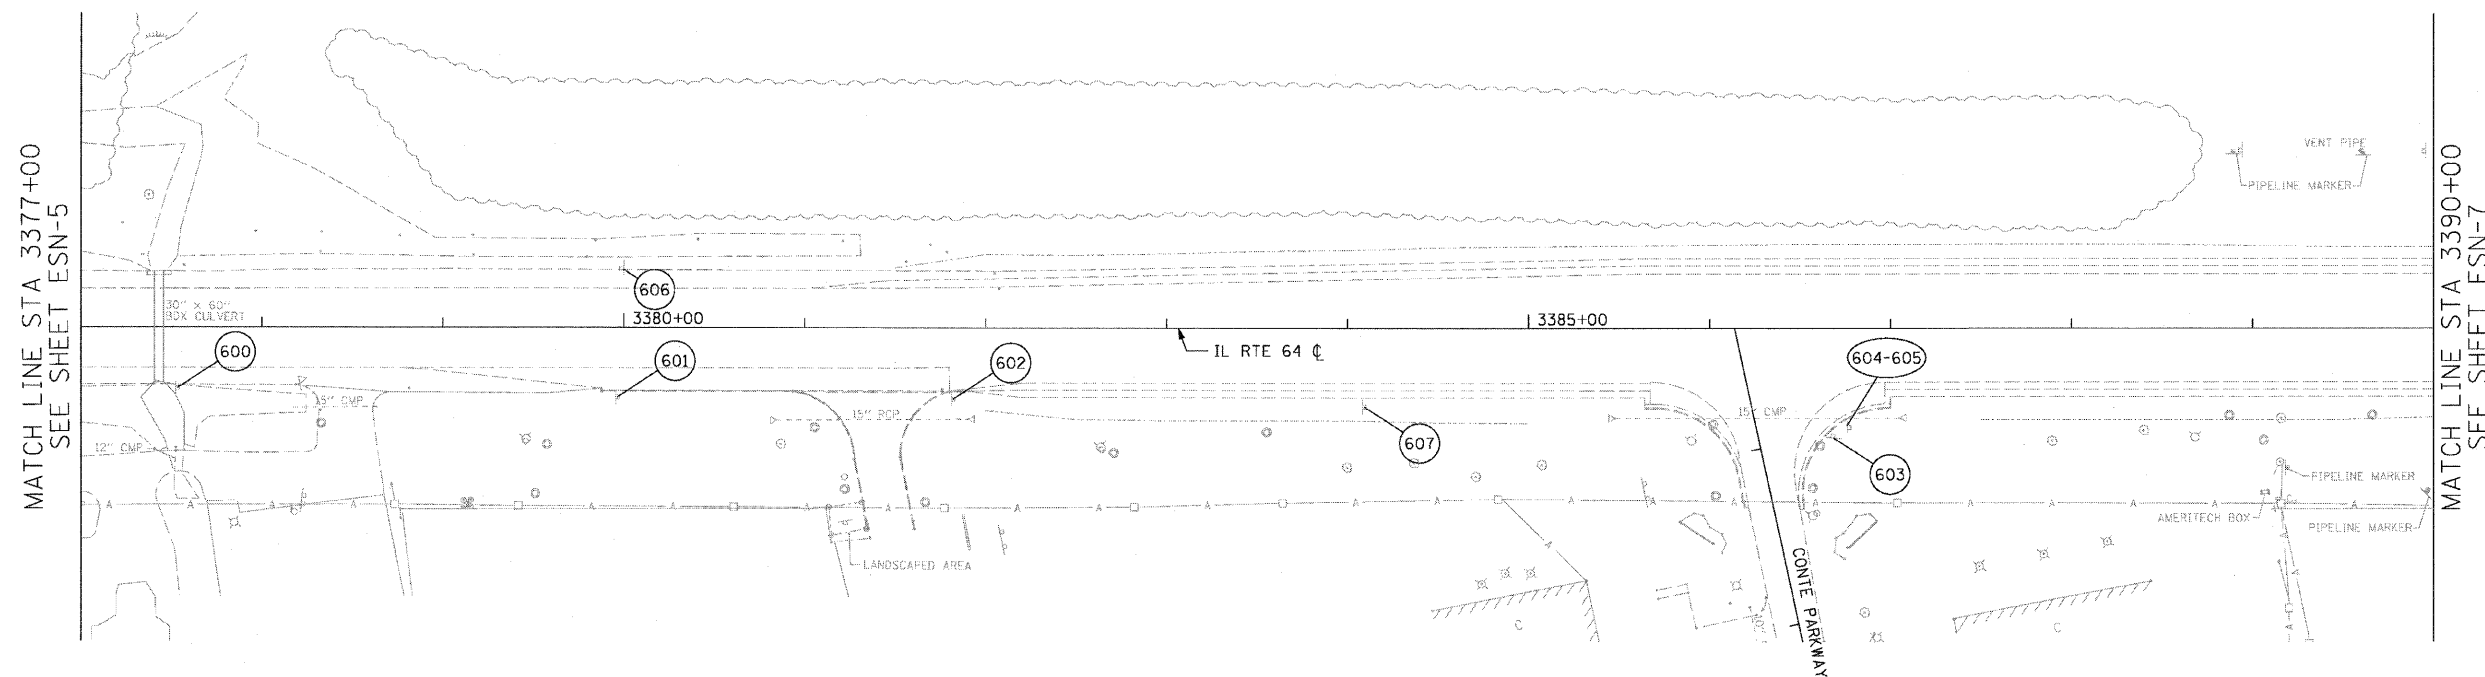 MATCH LINE STA 3377+00
SEE SHEET ESN-5
VENT PIPE
PIPELINE MARKER
606
30" X 60"
BOX CULVERT
3380+00
3385+00
IL RTE 64 ℄
600
601
602
604-605
15" CMP
15" RCP
15" CMP
607
603
12" CMP
A A A A A A A A A A A A A A A A A A A A
PIPELINE MARKER
AMERITECH BOX
PIPELINE MARKER
LANDSCAPED AREA
CONTE PARKWAY
C
C
MATCH LINE STA 3390+00
SEE SHEET ESN-7